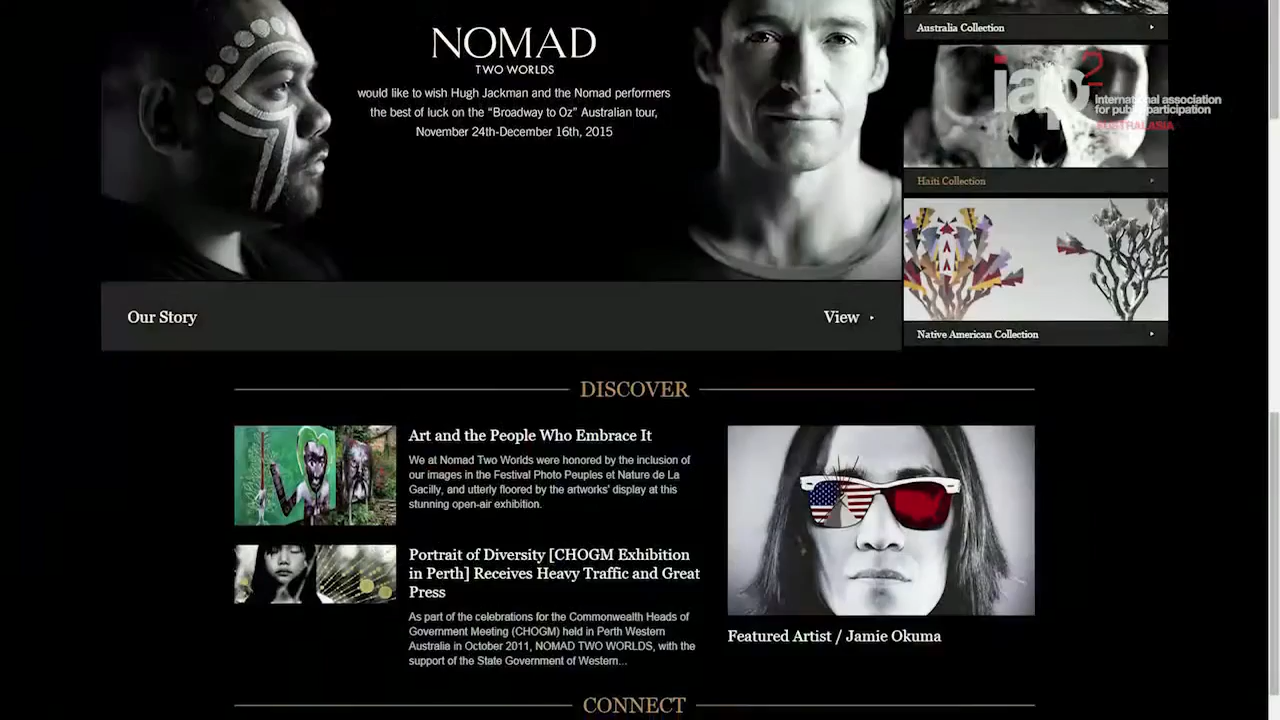 NOMAD
TWO WORLDS
would like to wish Hugh Jackman and the Nomad performers
the best of luck on the “Broadway to Oz” Australian tour,
November 24th-December 16th, 2015
Australia Collection
iap2
international association
for public participation
AUSTRALASIA
Haiti Collection
Native American Collection
Our Story
View
DISCOVER
Art and the People Who Embrace It
We at Nomad Two Worlds were honored by the inclusion of
our images in the Festival Photo Peuples et Nature de La
Gacilly, and utterly floored by the artworks' display at this
stunning open-air exhibition.
Portrait of Diversity [CHOGM Exhibition
in Perth] Receives Heavy Traffic and Great
Press
As part of the celebrations for the Commonwealth Heads of
Government Meeting (CHOGM) held in Perth Western
Australia in October 2011, NOMAD TWO WORLDS, with the
support of the State Government of Western...
Featured Artist / Jamie Okuma
CONNECT